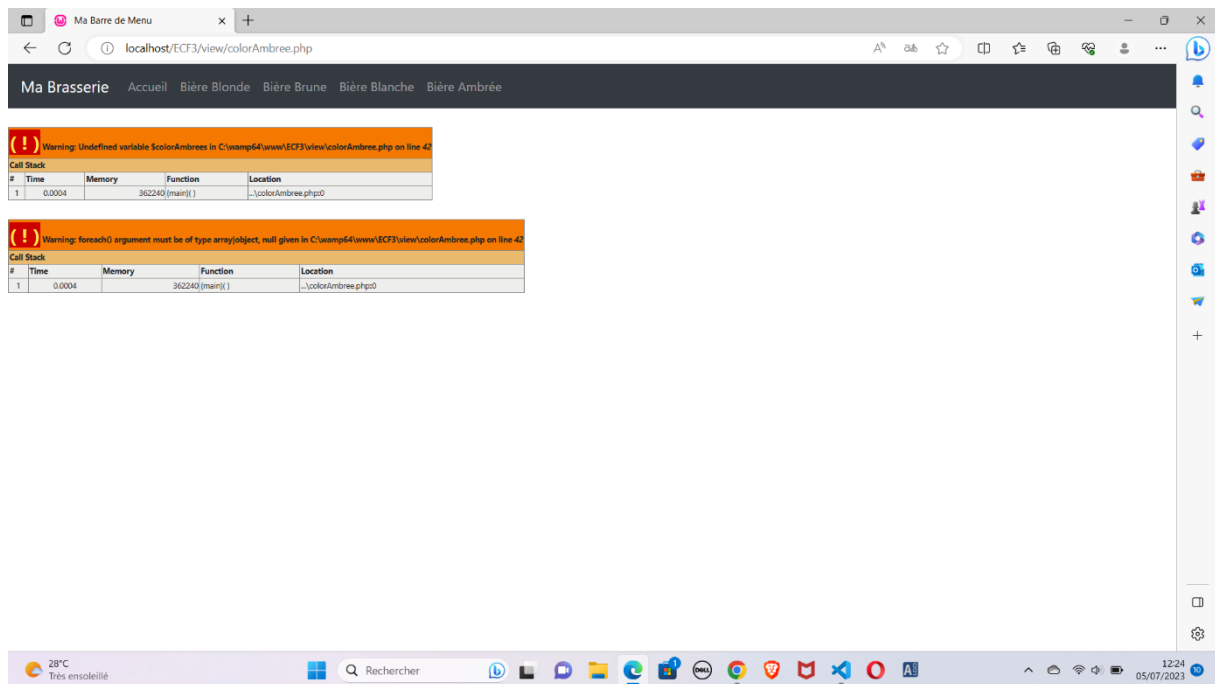 Ma Barre de Menu
localhost/ECF3/view/colorAmbree.php
Ma Brasserie Accueil Bière Blonde Bière Brune Bière Blanche Bière Ambrée
( ! ) Warning: Undefined variable $colorAmbrees in C:\wamp64\www\ECF3\view\colorAmbree.php on line 42
Call Stack
# Time Memory Function Location
1 0.0004 362240 {main}( ) ...\colorAmbree.php:0
( ! ) Warning: foreach() argument must be of type array|object, null given in C:\wamp64\www\ECF3\view\colorAmbree.php on line 42
Call Stack
# Time Memory Function Location
1 0.0004 362240 {main}( ) ...\colorAmbree.php:0
28°C
Très ensoleillé
Rechercher
DELL
1
12:24
05/07/2023
10